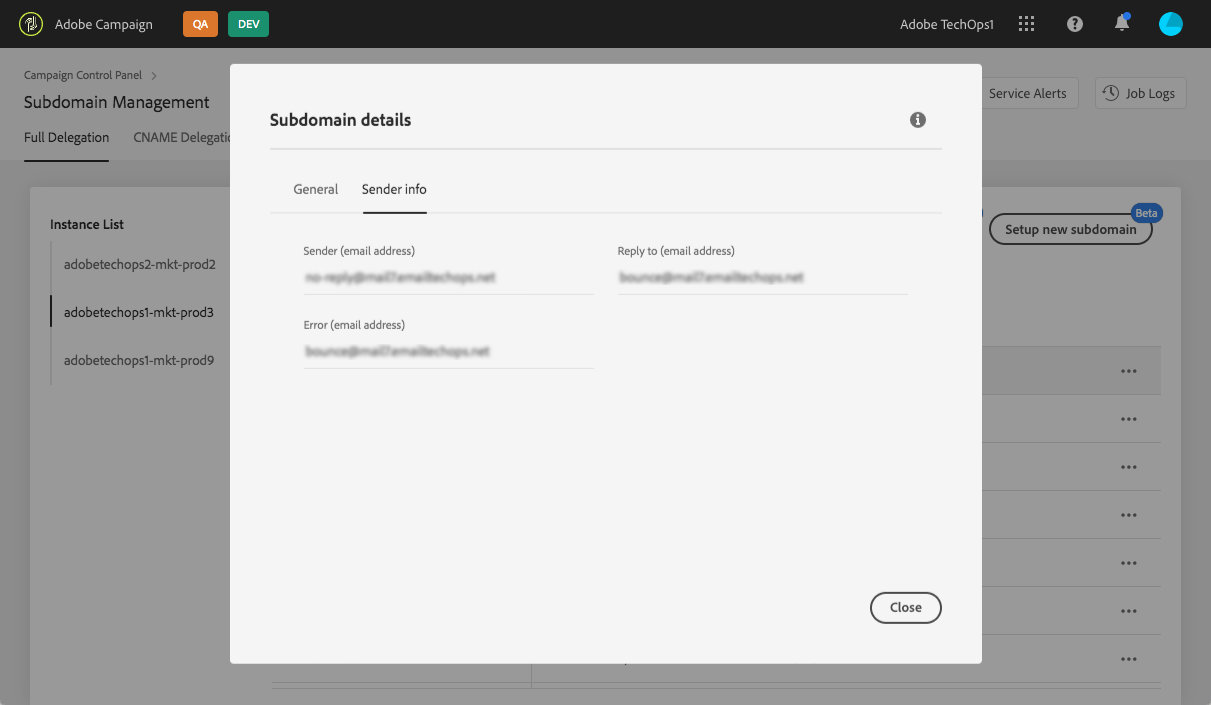 Adobe Campaign QA DEV Adobe TechOps1
Campaign Control Panel
Subdomain Management
Service Alerts Job Logs
Full Delegation CNAME Delegatio
Subdomain details
General Sender info
Instance List
Beta
Setup new subdomain
adobetechops2-mkt-prod2
adobetechops1-mkt-prod3
adobetechops1-mkt-prod9
Sender (email address) Reply to (email address)
no-reply@mail7.emailtechops.net bounce@mail7.emailtechops.net
Error (email address)
bounce@mail7.emailtechops.net
Close